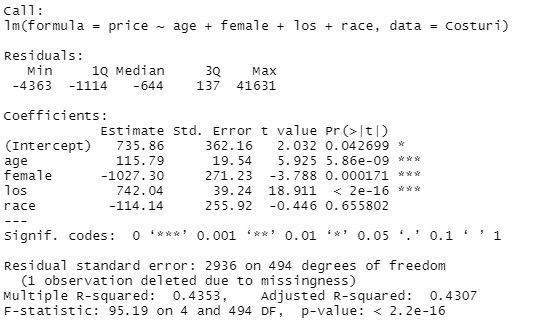 Call:
lm(formula = price ~ age + female + los + race, data = Costuri)
Residuals:
Min 1Q Median 3Q Max
-4363 -1114 -644 137 41631
Coefficients:
Estimate Std. Error t value Pr(>|t|)
(Intercept) 735.86 362.16 2.032 0.042699 *
age 115.79 19.54 5.925 5.86e-09 ***
female -1027.30 271.23 -3.788 0.000171 ***
los 742.04 39.24 18.911 < 2e-16 ***
race -114.14 255.92 -0.446 0.655802
---
Signif. codes: 0 ‘***’ 0.001 ‘**’ 0.01 ‘*’ 0.05 ‘.’ 0.1 ‘ ’ 1
Residual standard error: 2936 on 494 degrees of freedom
(1 observation deleted due to missingness)
Multiple R-squared: 0.4353, Adjusted R-squared: 0.4307
F-statistic: 95.19 on 4 and 494 DF, p-value: < 2.2e-16